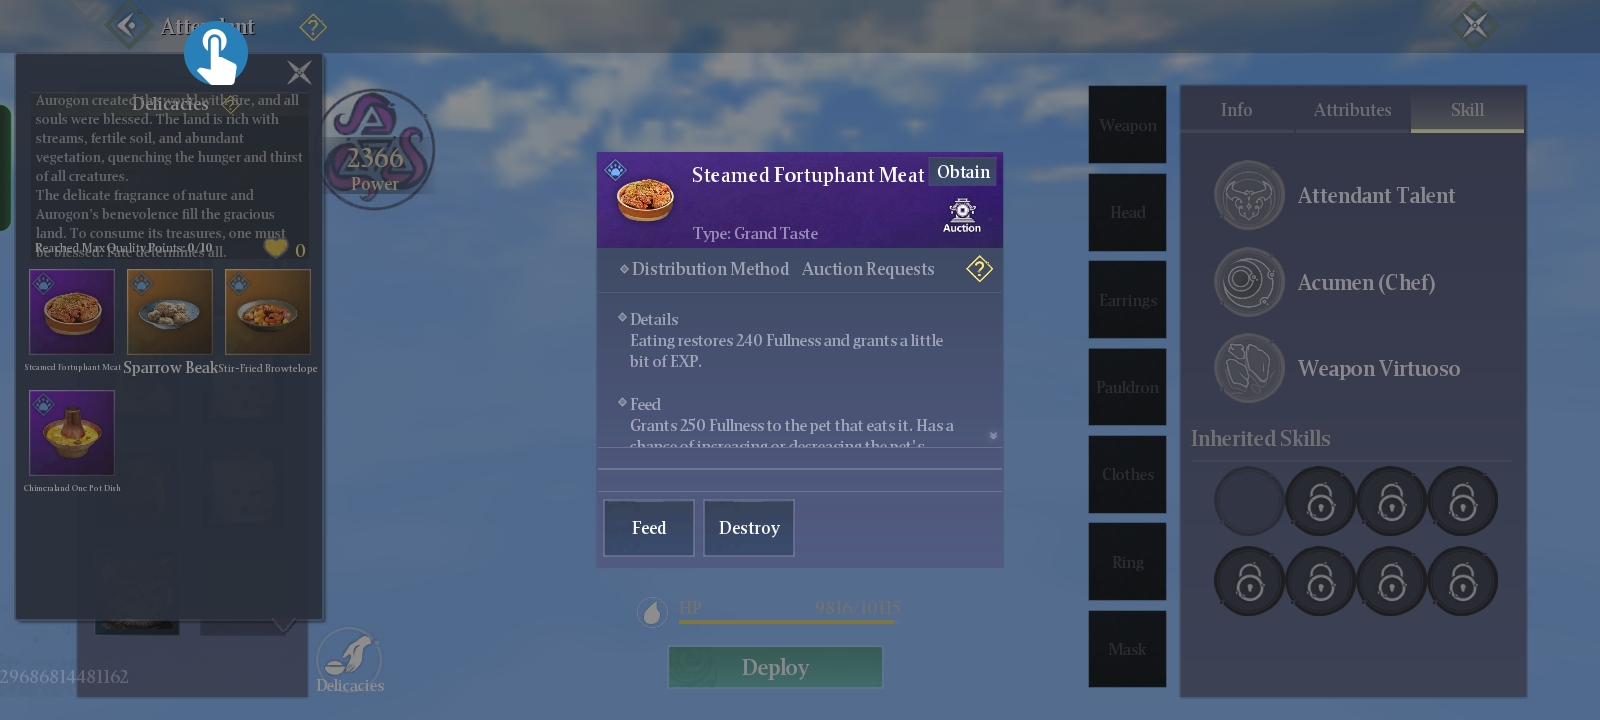 Attendant
Delicacies
Aurogon created the world with fire, and all
souls were blessed. The land is rich with
streams, fertile soil, and abundant
vegetation, quenching the hunger and thirst
of all creatures.
The delicate fragrance of nature and
Aurogon's benevolence fill the gracious
land. To consume its treasures, one must
be blessed. Fate determines all.
Reached Max Quality Points: 0/10
0
Steamed Fortuphant Meat
Sparrow Beak
Stir-Fried Browtelope
Chimeraland One Pot Dish
29686814481162
2366
Power
Delicacies
Steamed Fortuphant Meat
Obtain
Type: Grand Taste
Auction
Distribution Method Auction Requests
Details
Eating restores 240 Fullness and grants a little
bit of EXP.
Feed
Grants 250 Fullness to the pet that eats it. Has a
chance of increasing or decreasing the pet's
Feed
Destroy
HP 9816/10115
Deploy
Weapon
Head
Earrings
Pauldron
Clothes
Ring
Mask
Info
Attributes
Skill
Attendant Talent
Acumen (Chef)
Weapon Virtuoso
Inherited Skills